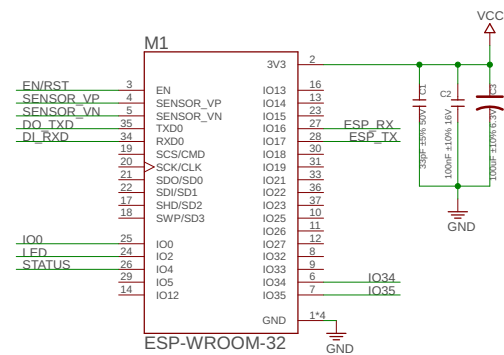 M1
VCC
3V3 2
EN/RST 3 EN
SENSOR_VP 4 SENSOR_VP
SENSOR_VN 5 SENSOR_VN
DO_TXD 35 TXD0
DI_RXD 34 RXD0
19 SCS/CMD
20 SCK/CLK
21 SDO/SD0
22 SDI/SD1
17 SHD/SD2
18 SWP/SD3
IO0 25 IO0
LED 24 IO2
STATUS 26 IO4
29 IO5
14 IO12
IO13 16
IO14 13
IO15 23
IO16 27 ESP_RX
IO17 28 ESP_TX
IO18 30
IO19 31
IO21 33
IO22 36
IO23 37
IO25 10
IO26 11
IO27 12
IO32 8
IO33 9
IO34 6 IO34
IO35 7 IO35
GND 1*4
GND
ESP-WROOM-32
C1
33pF ±5% 50V
C2
100nF ±10% 16V
C3
100uF ±10% 6.3V
GND